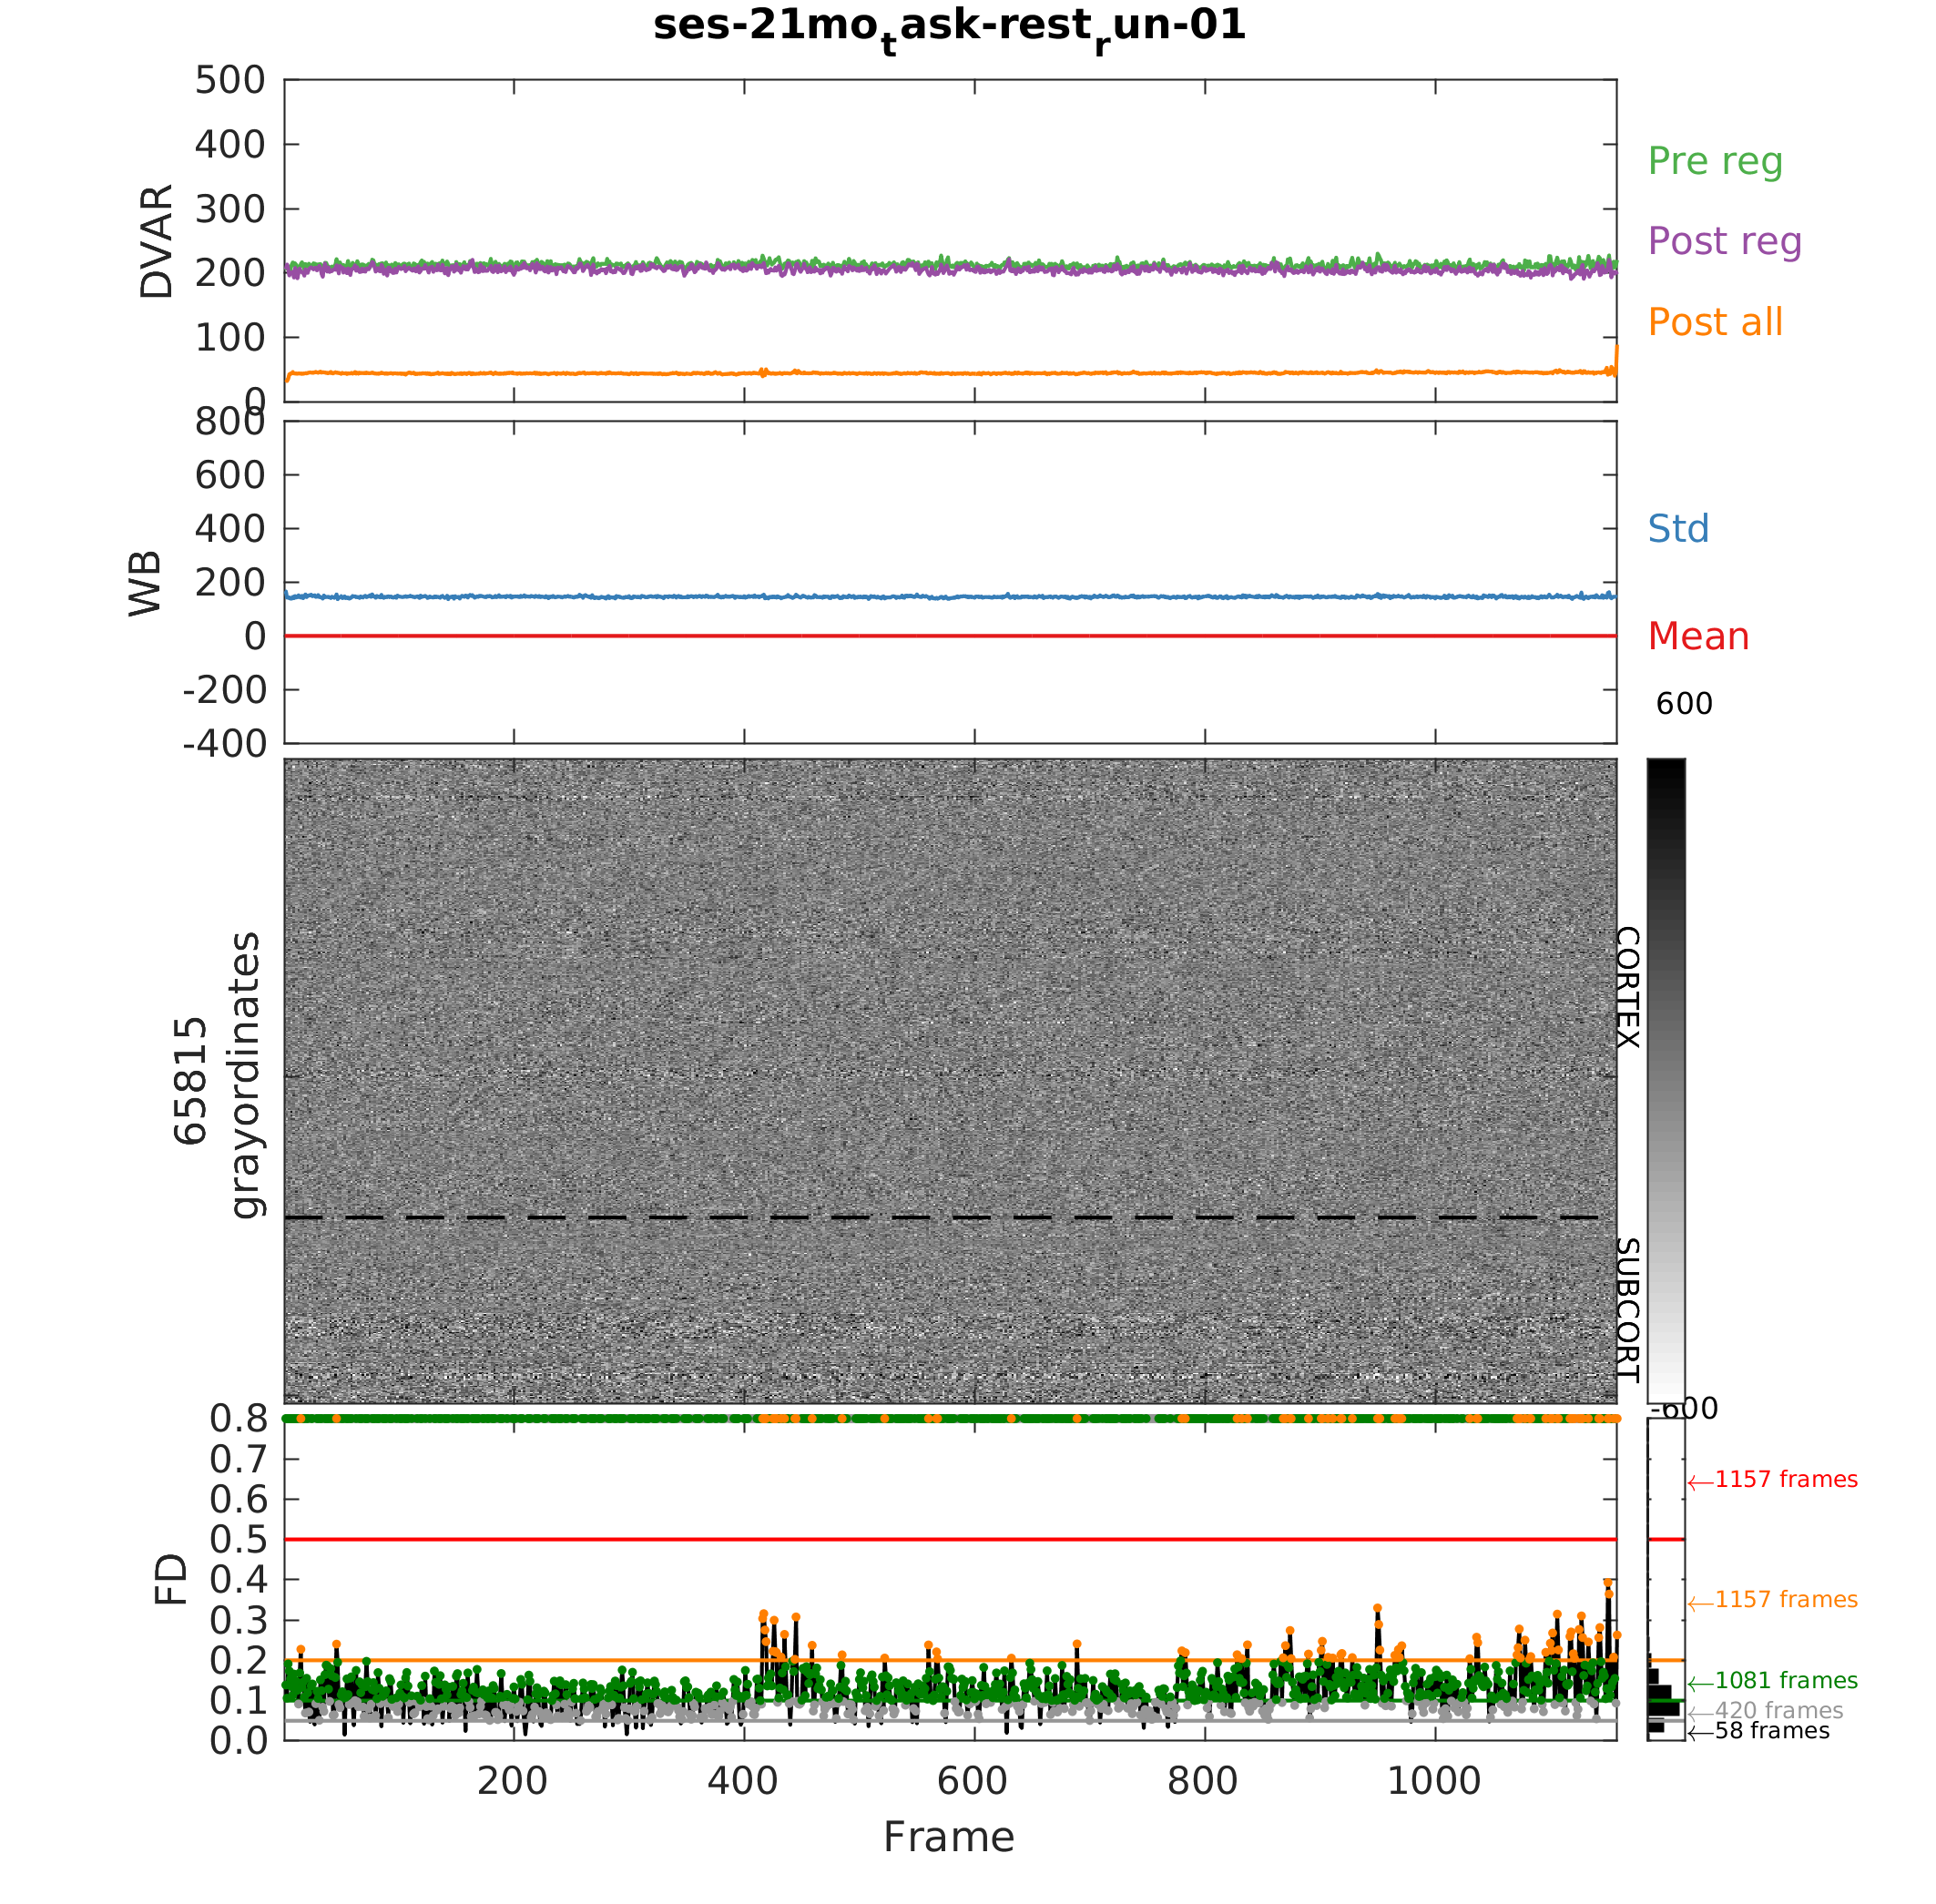 ses-21mo_task-rest_run-01
500
400
300
200
100
0
DVAR
Pre reg
Post reg
Post all
800
600
400
200
0
-200
-400
WB
Std
Mean
600
65815
grayordinates
CORTEX
SUBCORT
-600
0.8
0.7
0.6
0.5
0.4
0.3
0.2
0.1
0.0
FD
←1157 frames
←1157 frames
←1081 frames
←420 frames
←58 frames
200 400 600 800 1000
Frame